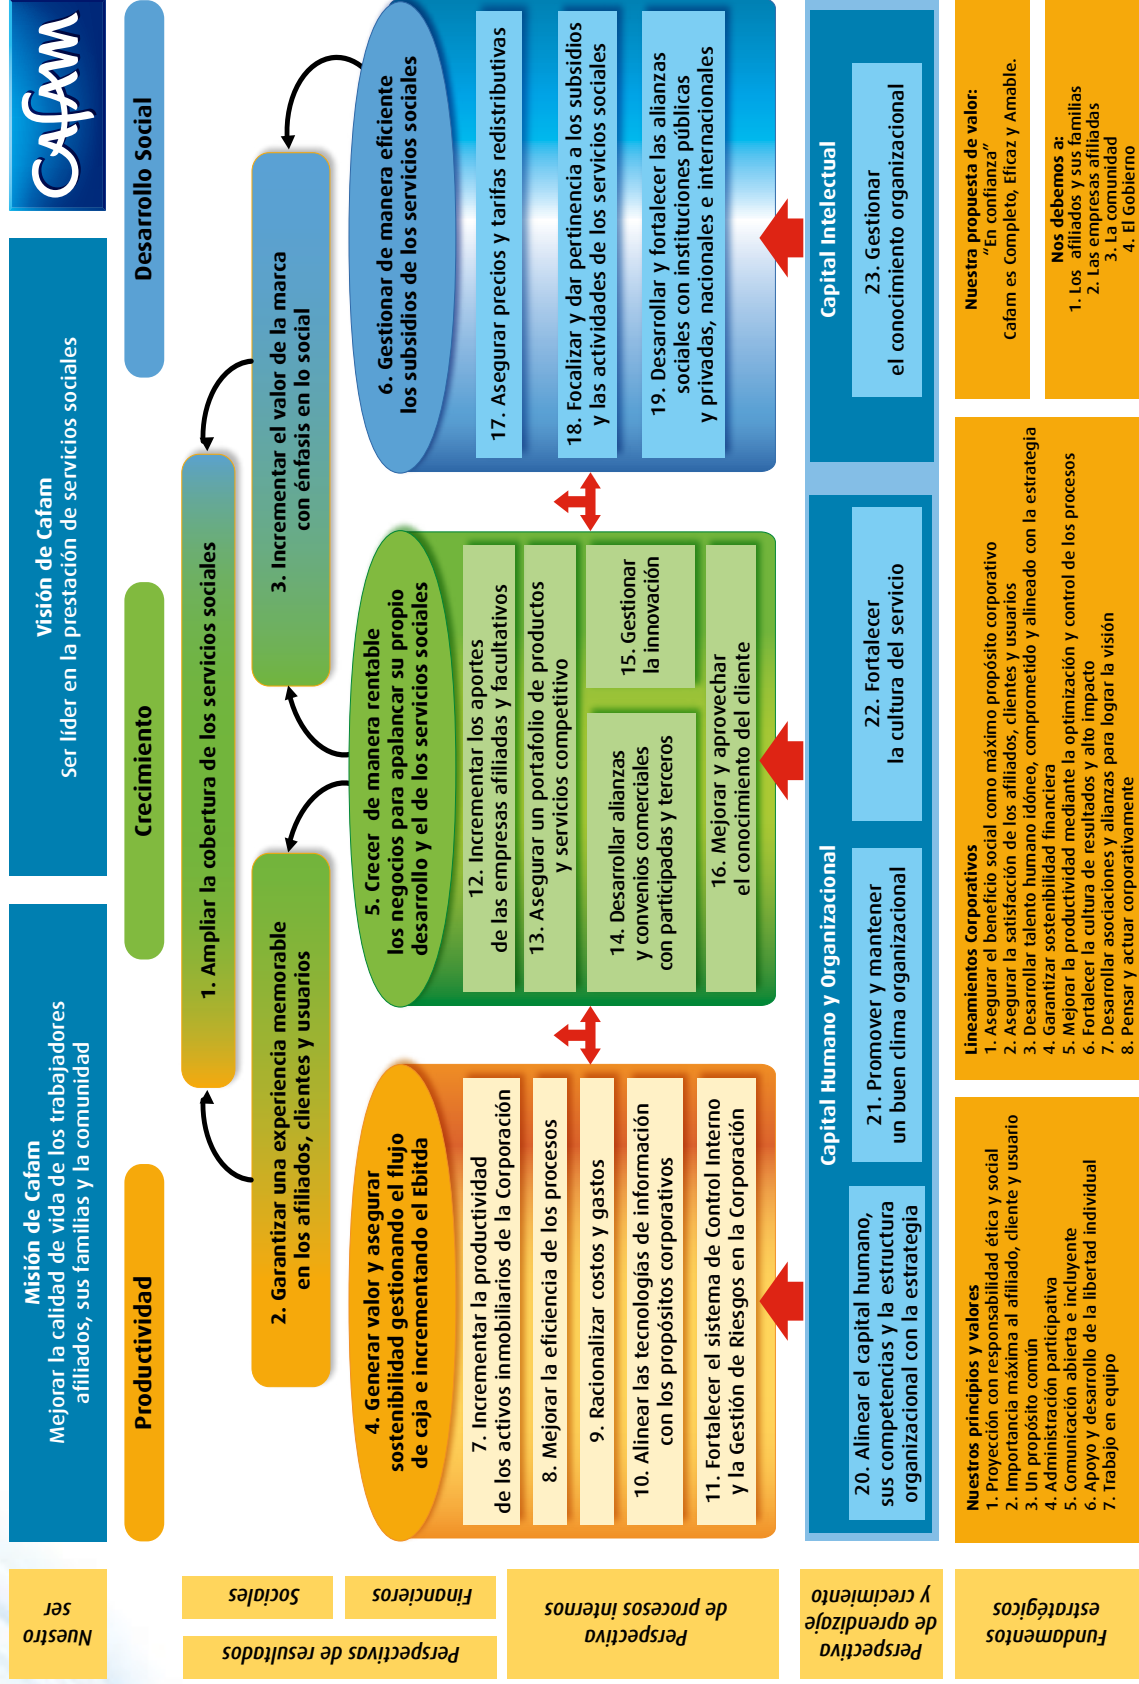 Nuestro
ser
Misión de Cafam
Mejorar la calidad de vida de los trabajadores
afiliados, sus familias y la comunidad
Visión de Cafam
Ser líder en la prestación de servicios sociales
Cafam
Productividad
Crecimiento
Desarrollo Social
Perspectivas de resultados
Sociales
1. Ampliar la cobertura de los servicios sociales
2. Garantizar una experiencia memorable
en los afiliados, clientes y usuarios
3. Incrementar el valor de la marca
con énfasis en lo social
Financieros
4. Generar valor y asegurar
sostenibilidad gestionando el flujo
de caja e incrementando el Ebitda
5. Crecer de manera rentable
los negocios para apalancar su propio
desarrollo y el de los servicios sociales
6. Gestionar de manera eficiente
los subsidios de los servicios sociales
Perspectiva
de procesos internos
7. Incrementar la productividad
de los activos inmobiliarios de la Corporación
8. Mejorar la eficiencia de los procesos
9. Racionalizar costos y gastos
10. Alinear las tecnologías de información
con los propósitos corporativos
11. Fortalecer el sistema de Control Interno
y la Gestión de Riesgos en la Corporación
12. Incrementar los aportes
de las empresas afiliadas y facultativos
13. Asegurar un portafolio de productos
y servicios competitivo
14. Desarrollar alianzas
y convenios comerciales
con participadas y terceros
15. Gestionar
la innovación
16. Mejorar y aprovechar
el conocimiento del cliente
17. Asegurar precios y tarifas redistributivas
18. Focalizar y dar pertinencia a los subsidios
y las actividades de los servicios sociales
19. Desarrollar y fortalecer las alianzas
sociales con instituciones públicas
y privadas, nacionales e internacionales
Perspectiva
de aprendizaje
y crecimiento
Capital Humano y Organizacional
20. Alinear el capital humano,
sus competencias y la estructura
organizacional con la estrategia
21. Promover y mantener
un buen clima organizacional
22. Fortalecer
la cultura del servicio
Capital Intelectual
23. Gestionar
el conocimiento organizacional
Fundamentos
estratégicos
Nuestros principios y valores
1. Proyección con responsabilidad ética y social
2. Importancia máxima al afiliado, cliente y usuario
3. Un propósito común
4. Administración participativa
5. Comunicación abierta e incluyente
6. Apoyo y desarrollo de la libertad individual
7. Trabajo en equipo
Lineamientos Corporativos
1. Asegurar el beneficio social como máximo propósito corporativo
2. Asegurar la satisfacción de los afiliados, clientes y usuarios
3. Desarrollar talento humano idóneo, comprometido y alineado con la estrategia
4. Garantizar sostenibilidad financiera
5. Mejorar la productividad mediante la optimización y control de los procesos
6. Fortalecer la cultura de resultados y alto impacto
7. Desarrollar asociaciones y alianzas para lograr la visión
8. Pensar y actuar corporativamente
Nuestra propuesta de valor:
“En confianza”
Cafam es Completo, Eficaz y Amable.
Nos debemos a:
1. Los afiliados y sus familias
2. Las empresas afiliadas
3. La comunidad
4. El Gobierno